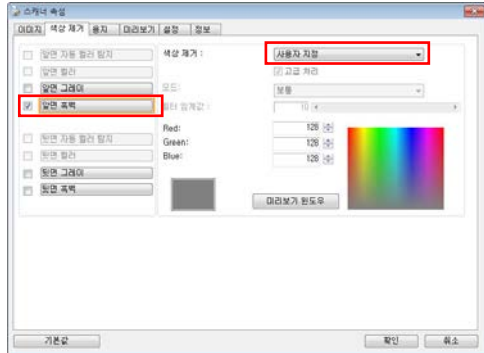 스캐너 속성
이미지 색상 제거 용지 미리보기 설정 정보
앞면 자동 컬러 탐지 색상 제거 : 사용자 지정
앞면 컬러 고급 처리
앞면 그레이 모드: 보통
앞면 흑백 필터 임계값 : 10
Red: 128
뒷면 자동 컬러 탐지 Green: 128
뒷면 컬러 Blue: 128
뒷면 그레이
뒷면 흑백 미리보기 윈도우
기본값 확인 취소